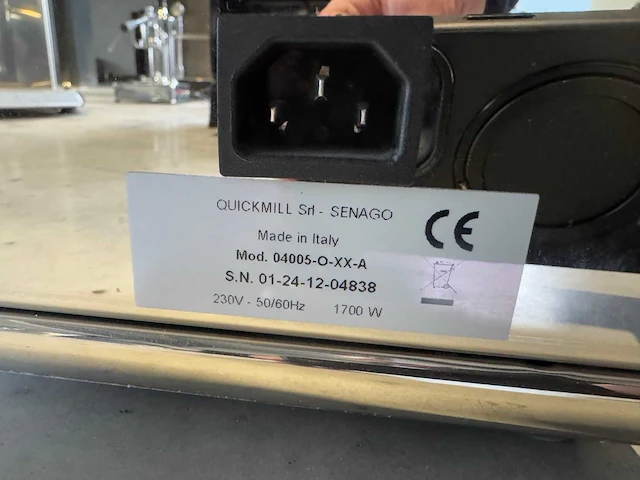 QUICKMILL Srl - SENAGO
Made in Italy
Mod. 04005-O-XX-A
S.N. 01-24-12-04838
230V - 50/60Hz 1700 W
CE